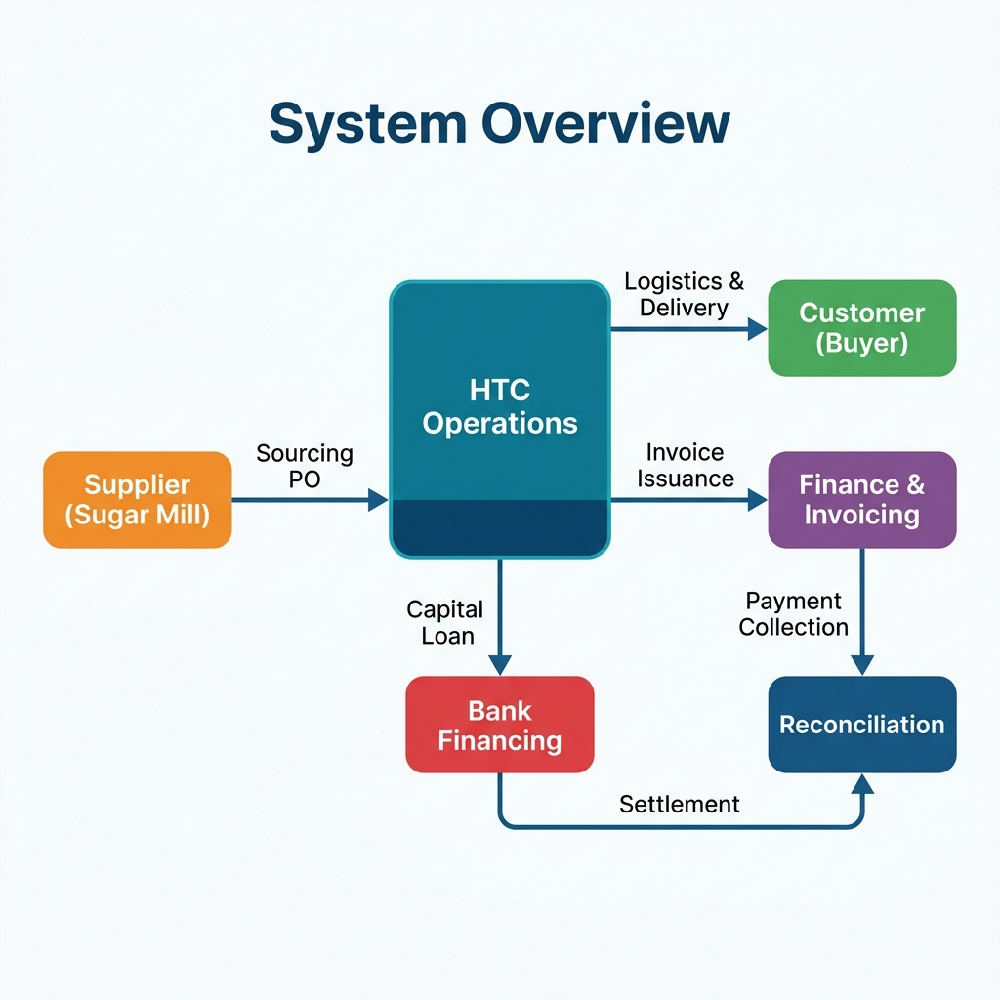 System Overview
Logistics &
Delivery
Customer
(Buyer)
HTC
Operations
Sourcing
PO
Invoice
Issuance
Supplier
(Sugar Mill)
Finance &
Invoicing
Capital
Loan
Payment
Collection
Bank
Financing
Reconciliation
Settlement